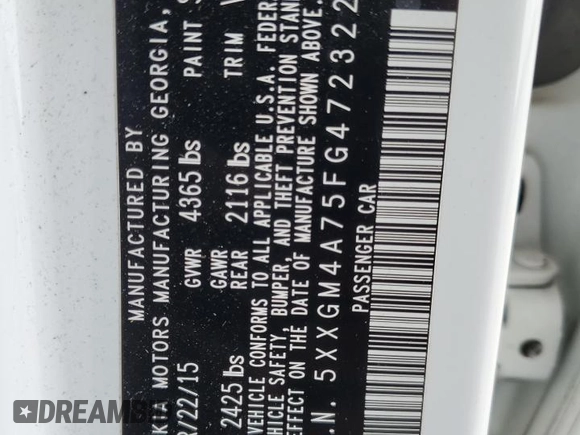 MANUFACTURED BY
MOTORS MANUFACTURING GEORGIA,
/22/15 GVWR 4365 lbs PAINT
GAWR
2425 lbs REAR 2116 lbs TRIM
VEHICLE CONFORMS TO ALL APPLICABLE U.S.A. FEDER
VEHICLE SAFETY, BUMPER, AND THEFT PREVENTION STAN
EFFECT ON THE DATE OF MANUFACTURE SHOWN ABOVE.
.N. 5XXGM4A75FG472322
PASSENGER CAR
DREAM